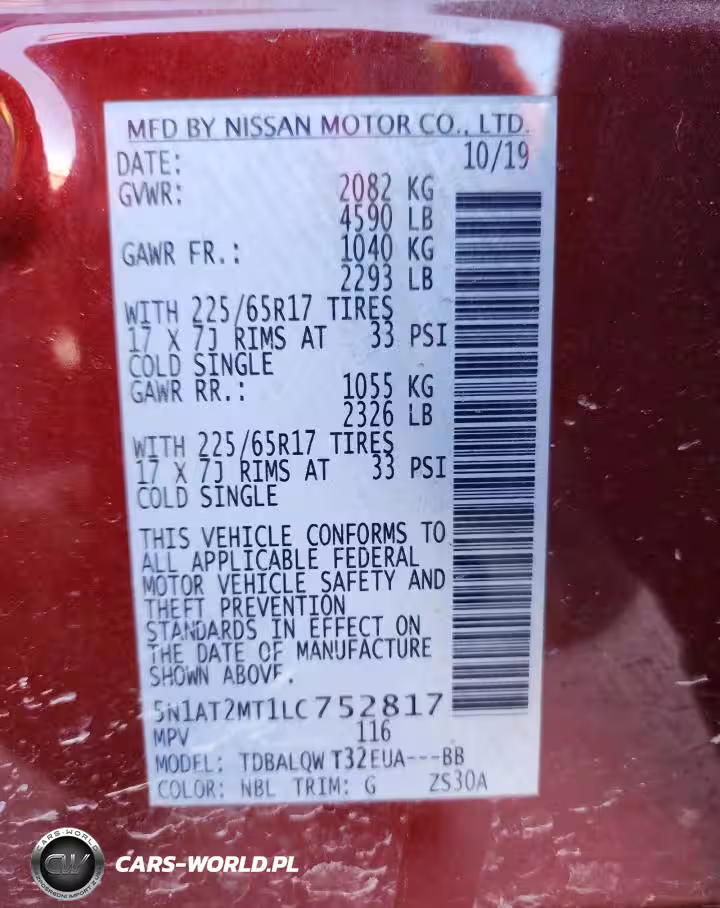 MFD BY NISSAN MOTOR CO., LTD.
DATE: 10/19
GVWR: 2082 KG
4590 LB
GAWR FR.: 1040 KG
2293 LB
WITH 225/65R17 TIRES
17 X 7J RIMS AT 33 PSI
COLD SINGLE
GAWR RR.: 1055 KG
2326 LB
WITH 225/65R17 TIRES
17 X 7J RIMS AT 33 PSI
COLD SINGLE
THIS VEHICLE CONFORMS TO
ALL APPLICABLE FEDERAL
MOTOR VEHICLE SAFETY AND
THEFT PREVENTION
STANDARDS IN EFFECT ON
THE DATE OF MANUFACTURE
SHOWN ABOVE.
5N1AT2MT1LC752817
MPV 116
MODEL: TDBALQW T32EUA---BB
COLOR: NBL TRIM: G ZS30A
CARS-WORLD
CW
CARS-WORLD.PL